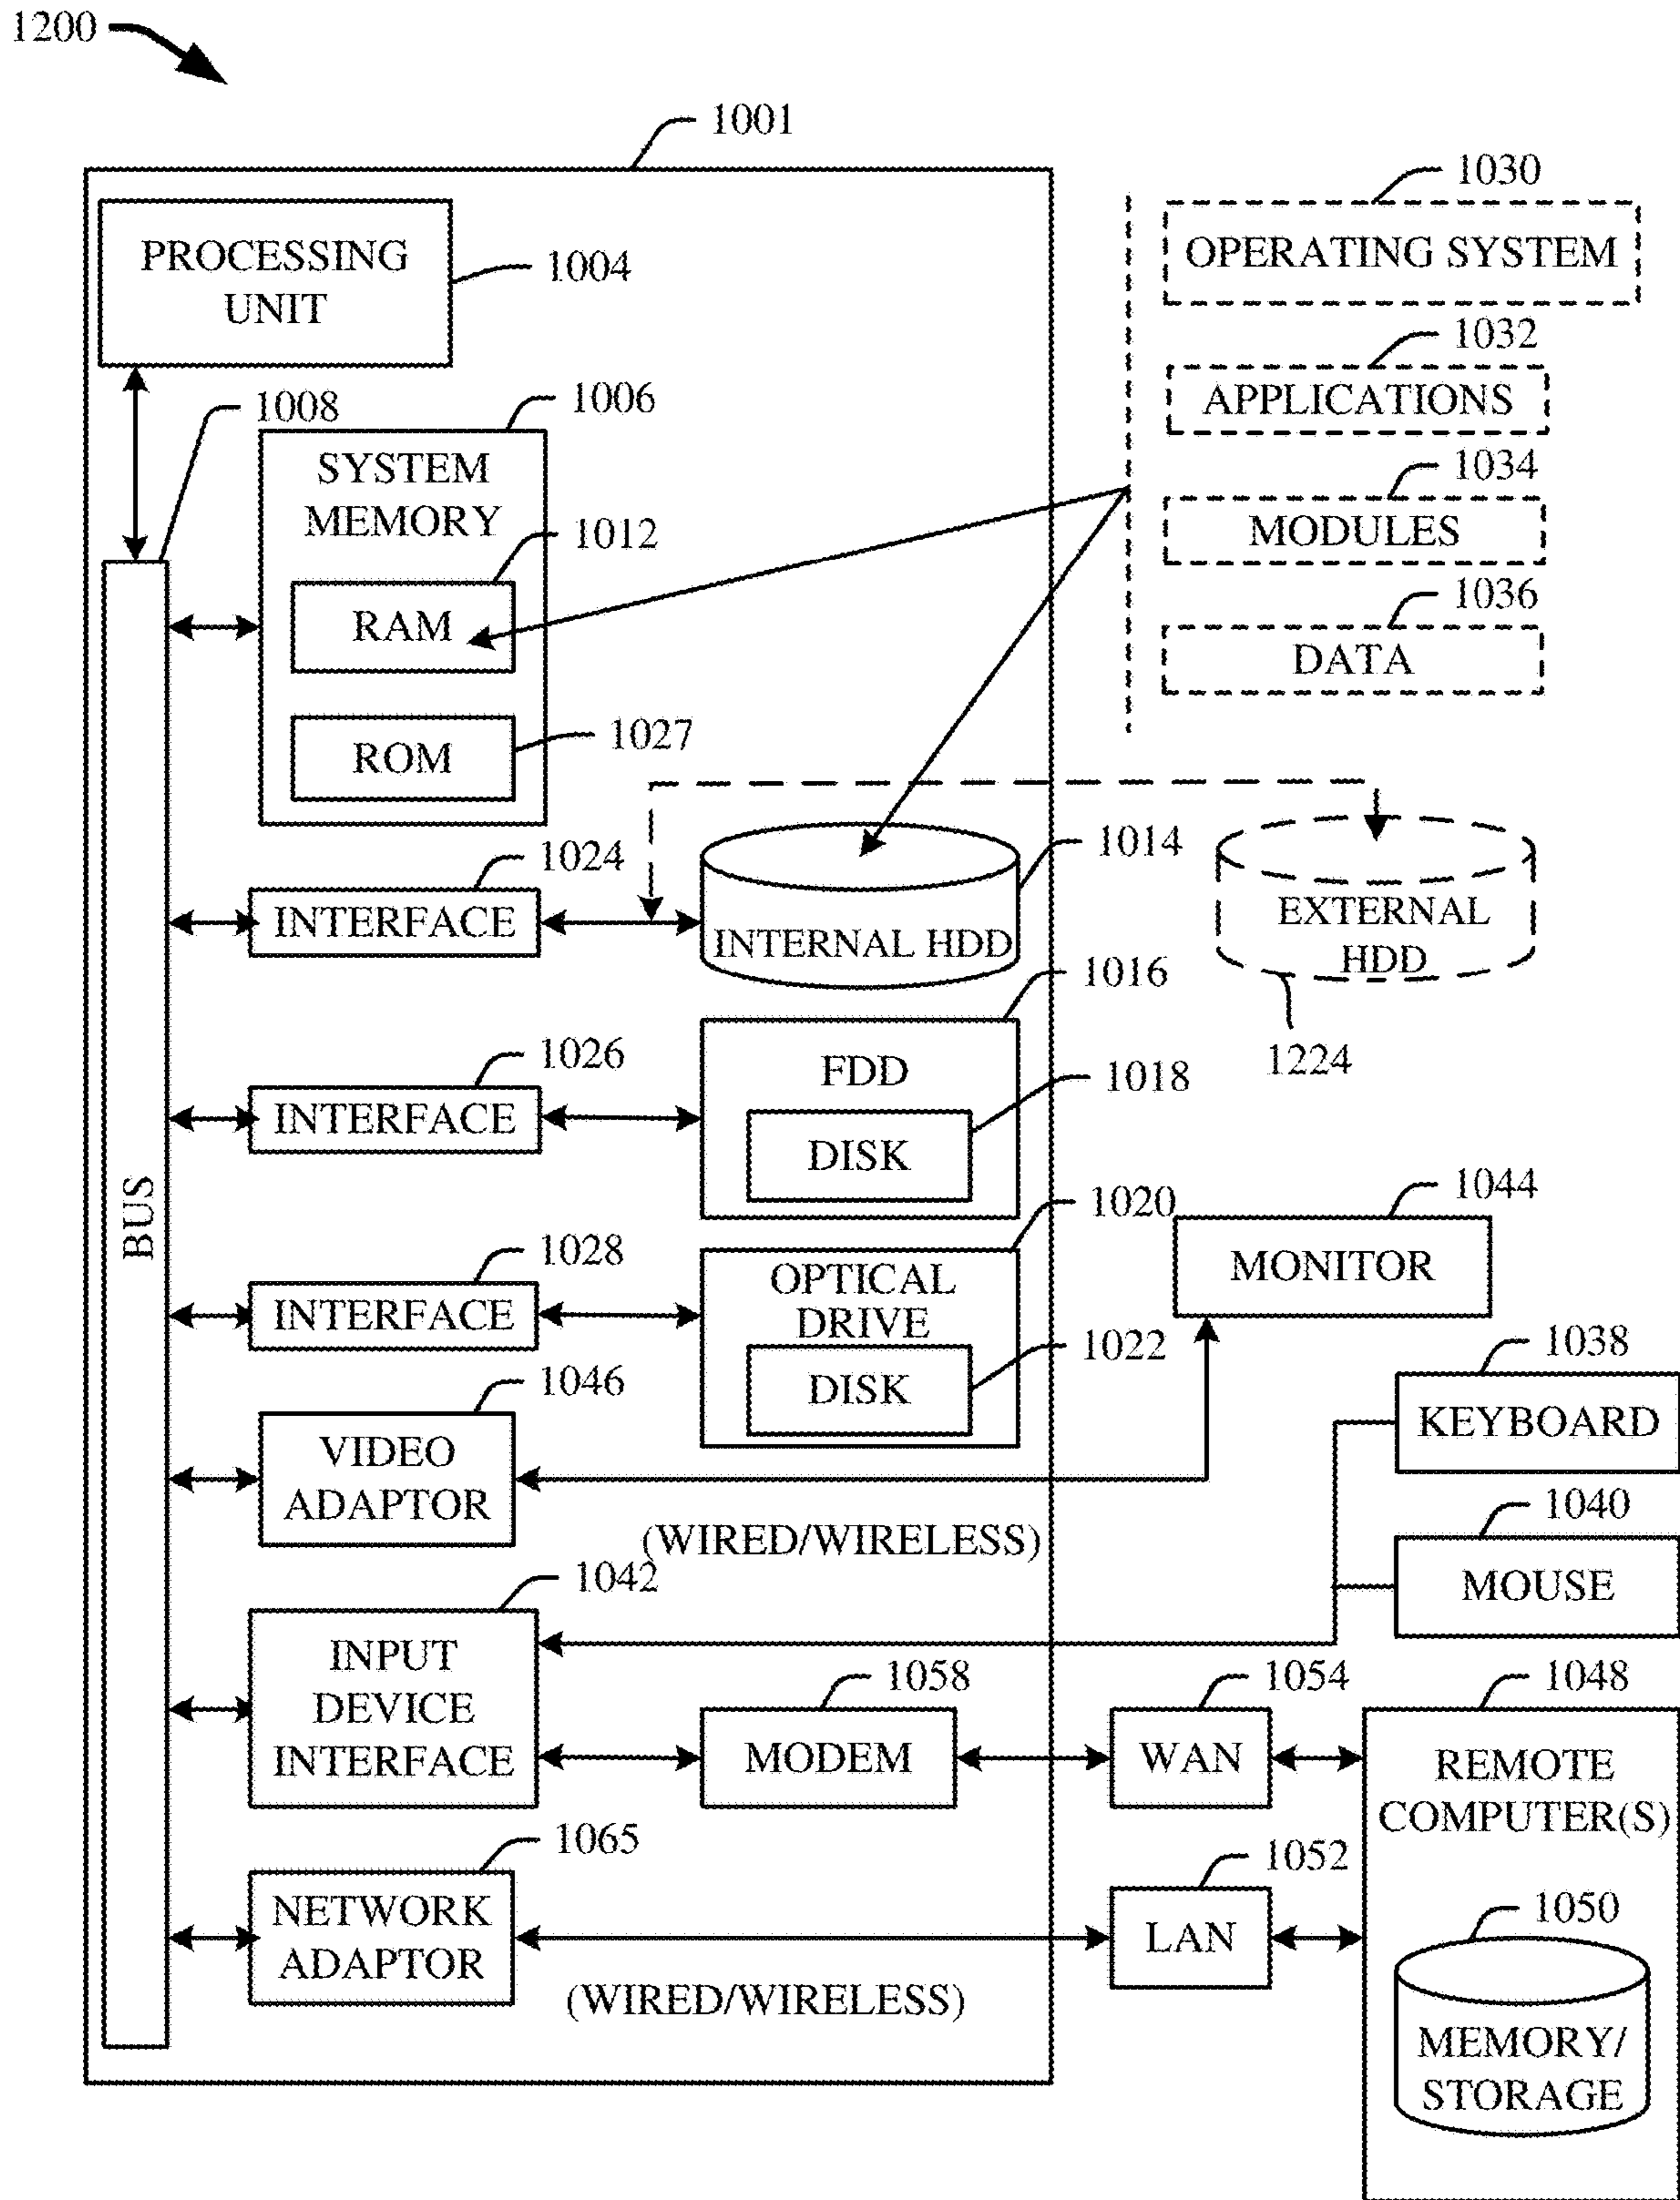 1200
1001
PROCESSING
UNIT
1004
1030
OPERATING SYSTEM
1032
APPLICATIONS
1034
MODULES
1036
DATA
1008
1006
SYSTEM
MEMORY
1012
RAM
1027
ROM
BUS
1024
INTERFACE
1014
INTERNAL HDD
EXTERNAL
HDD
1224
1026
INTERFACE
1016
FDD
1018
DISK
1028
INTERFACE
1020
OPTICAL
DRIVE
1022
DISK
1044
MONITOR
1046
VIDEO
ADAPTOR
(WIRED/WIRELESS)
1038
KEYBOARD
1040
MOUSE
1042
INPUT
DEVICE
INTERFACE
1058
MODEM
1054
WAN
1048
REMOTE
COMPUTER(S)
1065
NETWORK
ADAPTOR
(WIRED/WIRELESS)
1052
LAN
1050
MEMORY/
STORAGE